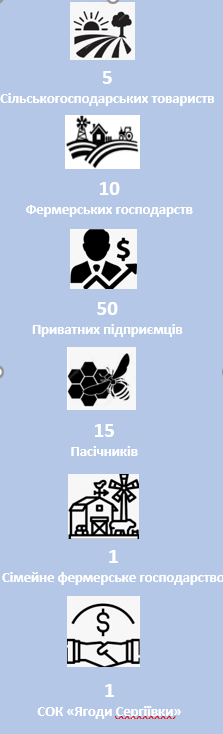 5
Сільськогосподарських товариств
10
Фермерських господарств
50
Приватних підприємців
15
Пасічників
1
Сімейне фермерське господарство
1
СОК «Ягоди Сергіївки»